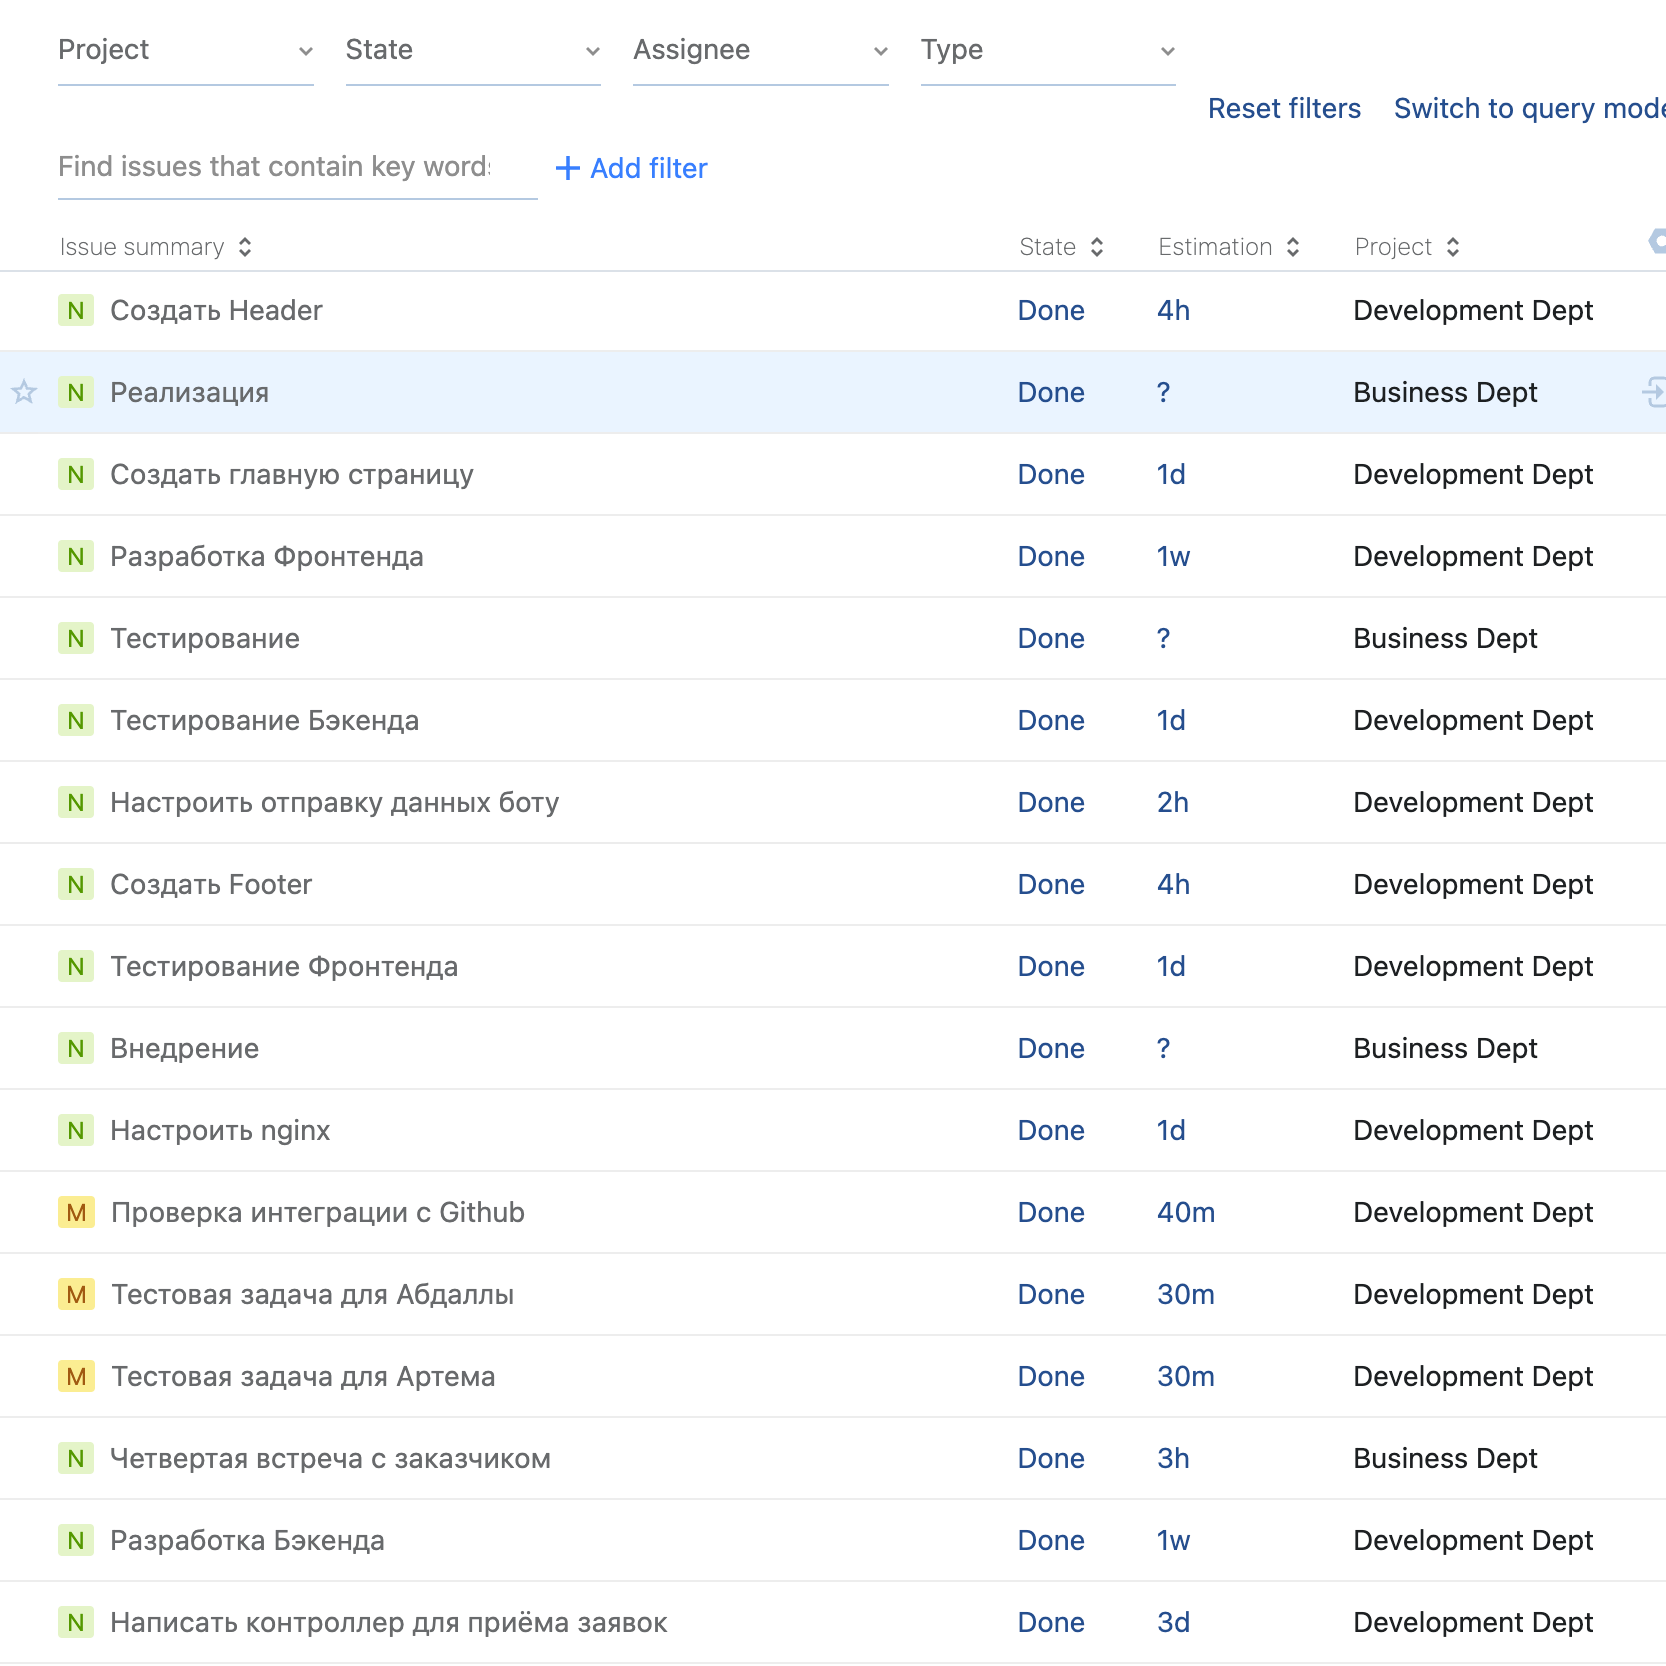 Project State Assignee Type
Reset filters Switch to query mode
Find issues that contain key words
Add filter
Issue summary State Estimation Project
N Создать Header Done 4h Development Dept
N Реализация Done ? Business Dept
N Создать главную страницу Done 1d Development Dept
N Разработка Фронтенда Done 1w Development Dept
N Тестирование Done ? Business Dept
N Тестирование Бэкенда Done 1d Development Dept
N Настроить отправку данных боту Done 2h Development Dept
N Создать Footer Done 4h Development Dept
N Тестирование Фронтенда Done 1d Development Dept
N Внедрение Done ? Business Dept
N Настроить nginx Done 1d Development Dept
M Проверка интеграции с Github Done 40m Development Dept
M Тестовая задача для Абдаллы Done 30m Development Dept
M Тестовая задача для Артема Done 30m Development Dept
N Четвертая встреча с заказчиком Done 3h Business Dept
N Разработка Бэкенда Done 1w Development Dept
N Написать контроллер для приёма заявок Done 3d Development Dept